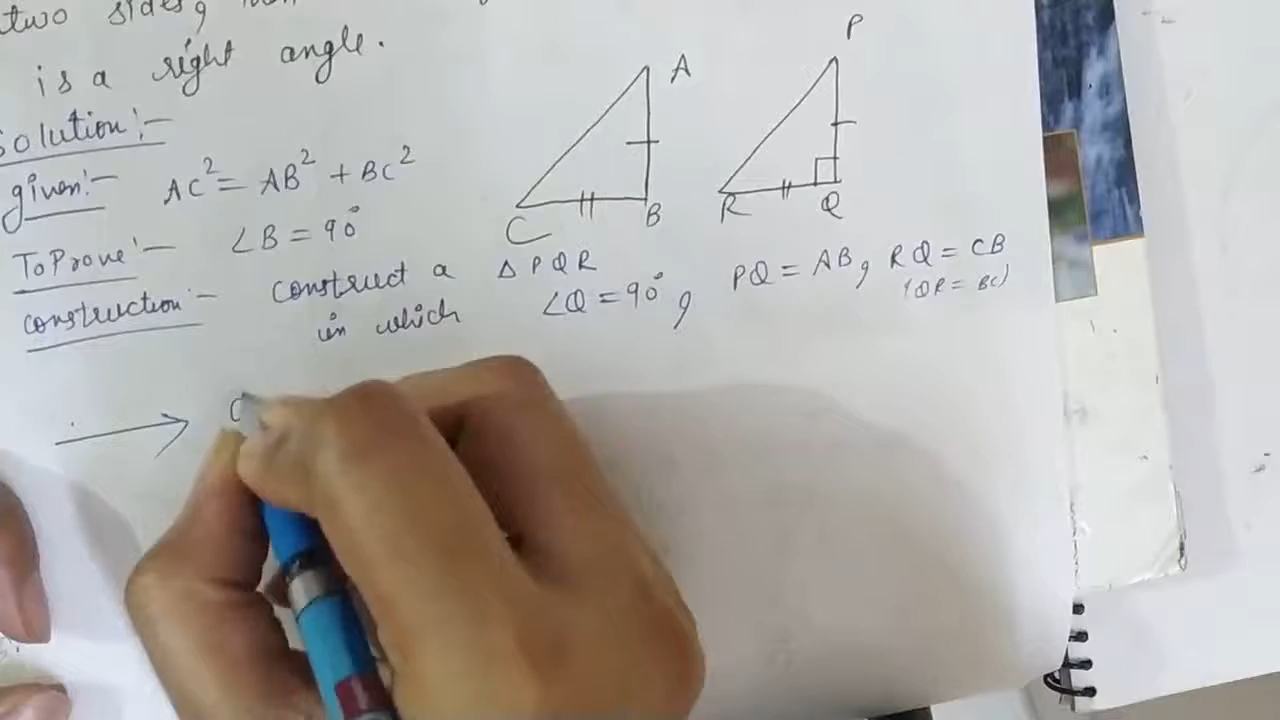 two sides,
is a right angle.
Solution:-
given:- AC² = AB² + BC²
To Prove:- ∠B = 90°
construction:- construct a △PQR
in which ∠Q = 90°, PQ = AB, RQ = CB
(QR = BC)
A
C
B
P
R
Q